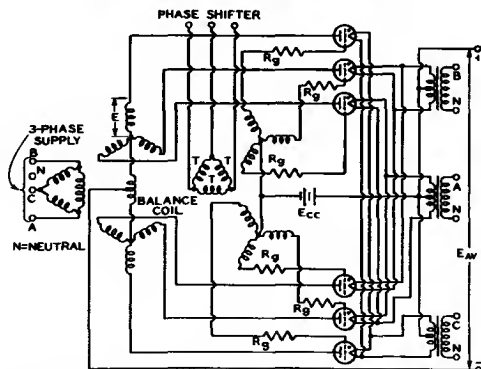 PHASE SHIFTER
Rg
Rg
Rg
B
N
E
3-PHASE
SUPPLY
B
N
C
A
N=NEUTRAL
T
T
T
BALANCE
COIL
ECC
A
N
EAV
Rg
Rg
Rg
C
N
+
-